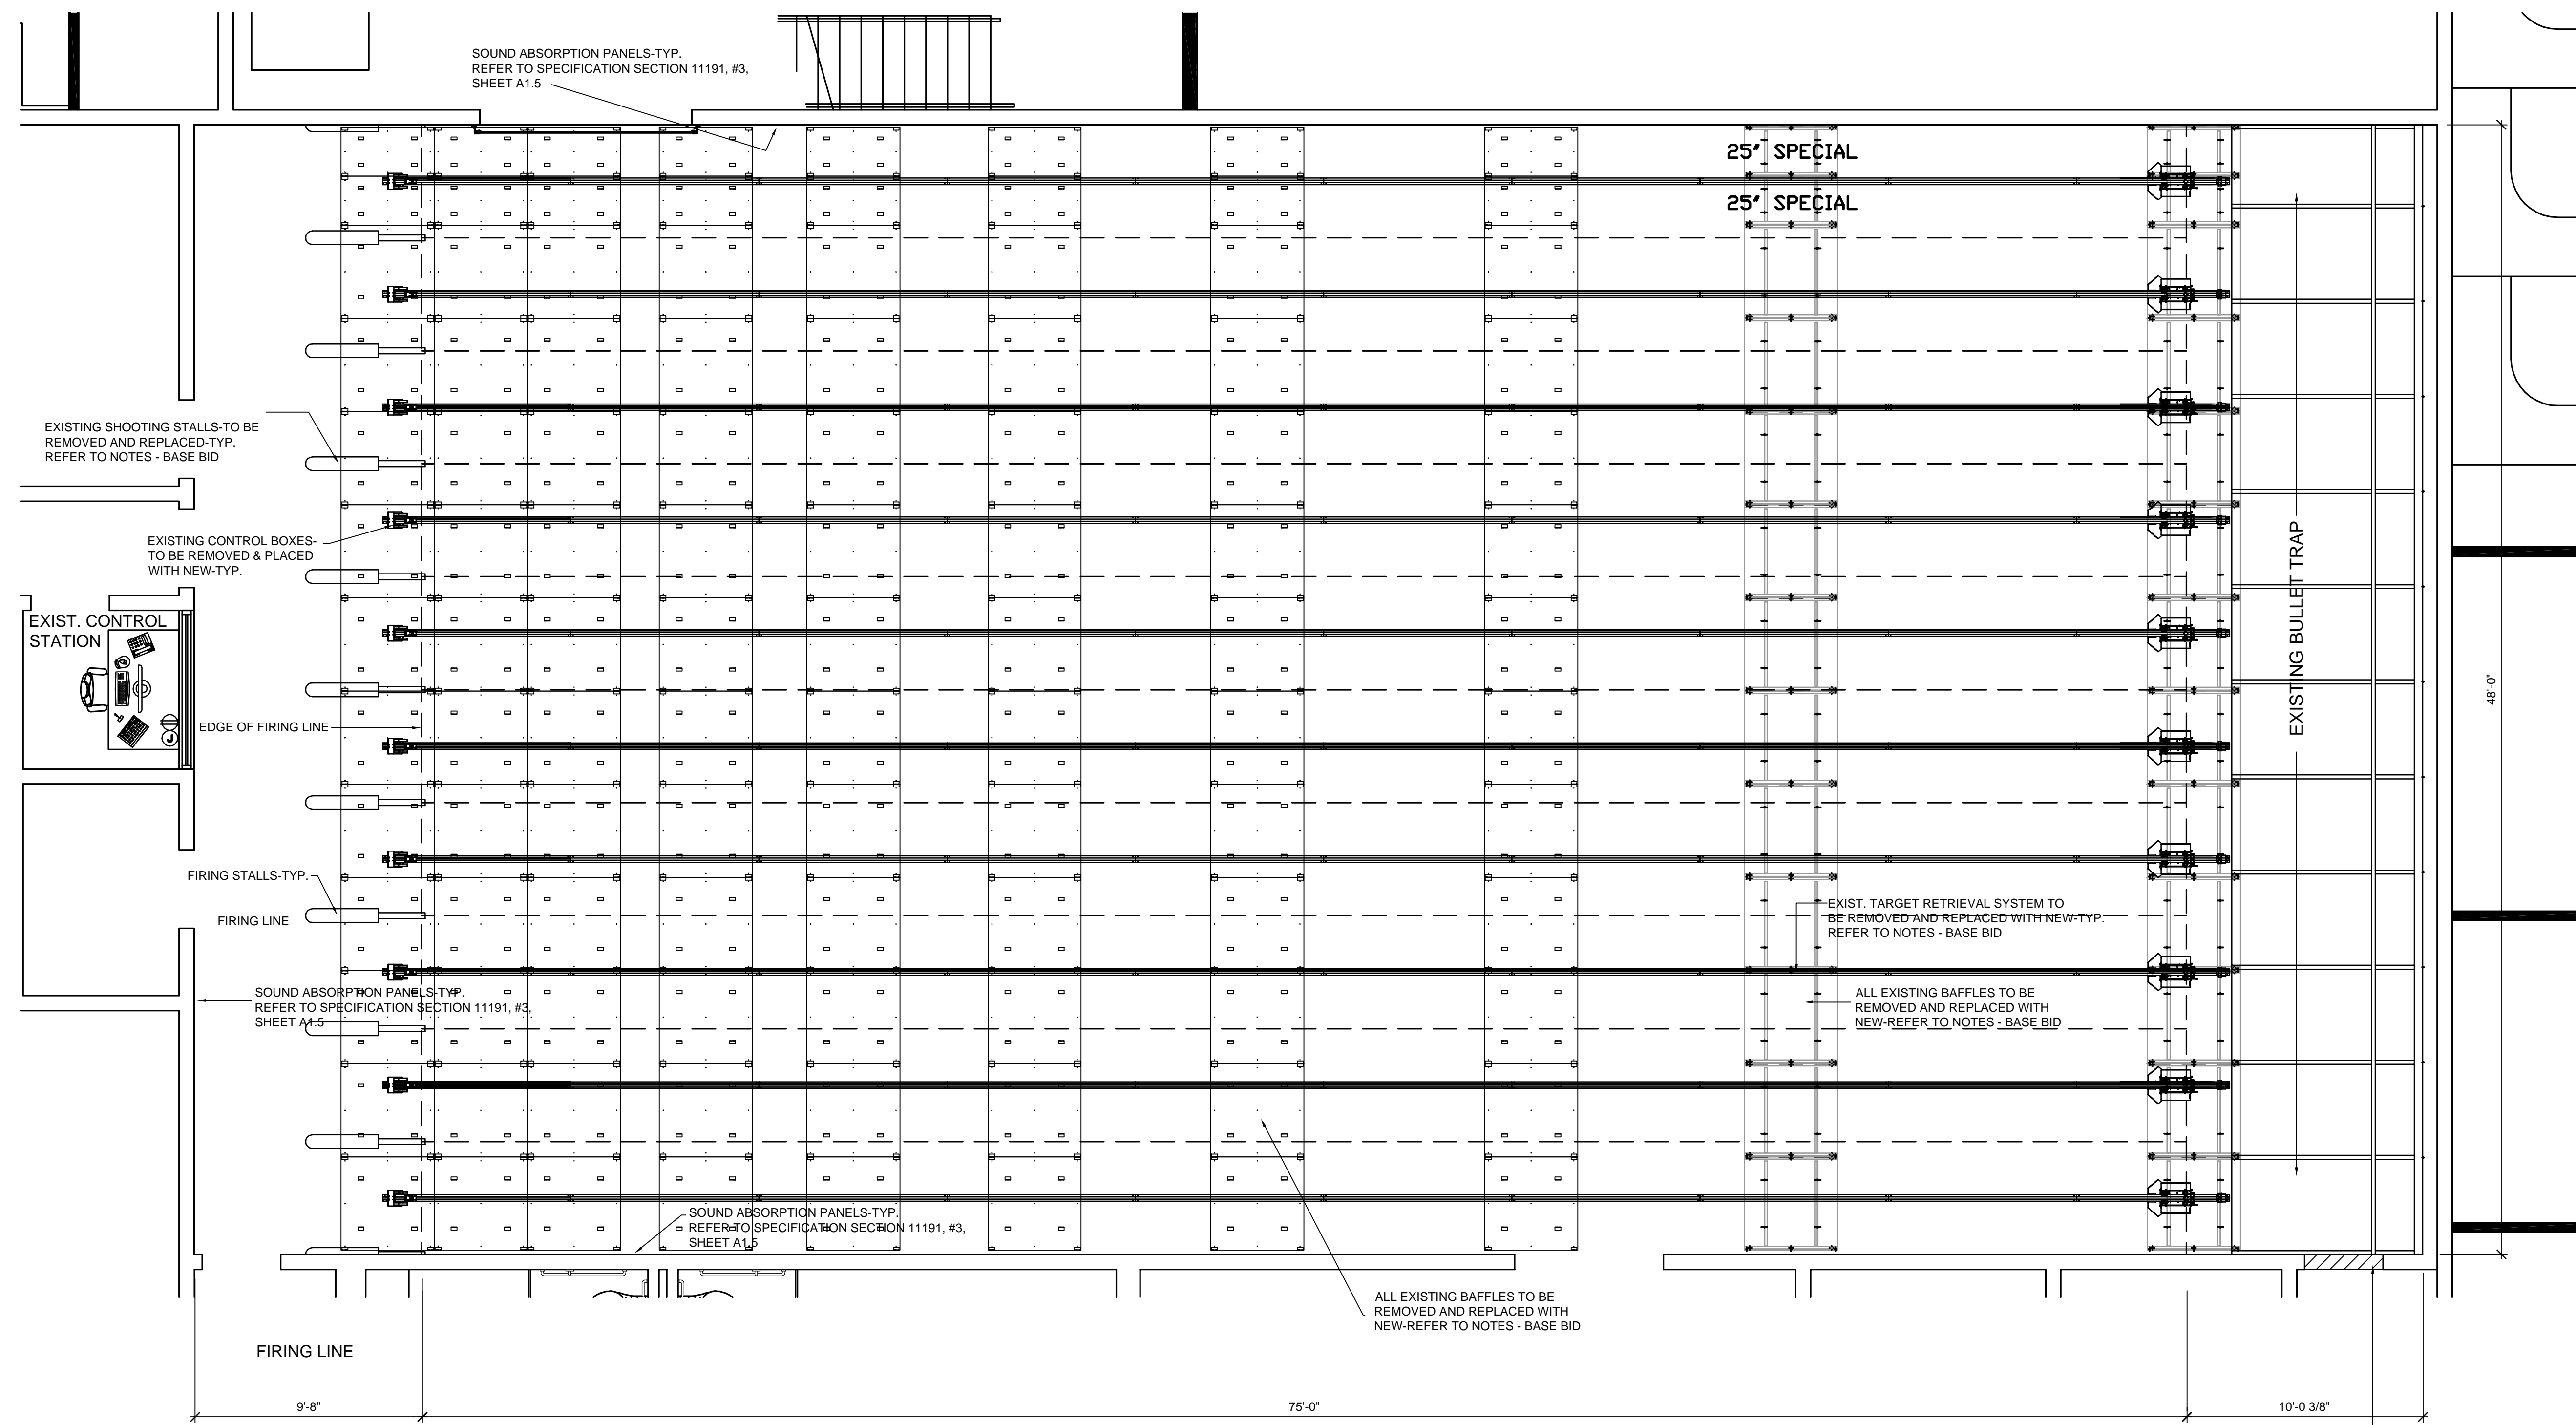 SOUND ABSORPTION PANELS-TYP.
REFER TO SPECIFICATION SECTION 11191, #3,
SHEET A1.5
25" SPECIAL
25" SPECIAL
EXISTING SHOOTING STALLS-TO BE
REMOVED AND REPLACED-TYP.
REFER TO NOTES - BASE BID
EXISTING CONTROL BOXES-
TO BE REMOVED & PLACED
WITH NEW-TYP.
EXIST. CONTROL
STATION
J
EDGE OF FIRING LINE
EXISTING BULLET TRAP
48'-0"
FIRING STALLS-TYP.
FIRING LINE
EXIST. TARGET RETRIEVAL SYSTEM TO
BE REMOVED AND REPLACED WITH NEW-TYP.
REFER TO NOTES - BASE BID
SOUND ABSORPTION PANELS-TYP.
REFER TO SPECIFICATION SECTION 11191, #3,
SHEET A1.5
ALL EXISTING BAFFLES TO BE
REMOVED AND REPLACED WITH
NEW-REFER TO NOTES - BASE BID
SOUND ABSORPTION PANELS-TYP.
REFER TO SPECIFICATION SECTION 11191, #3,
SHEET A1.5
ALL EXISTING BAFFLES TO BE
REMOVED AND REPLACED WITH
NEW-REFER TO NOTES - BASE BID
FIRING LINE
9'-8"
75'-0"
10'-0 3/8"